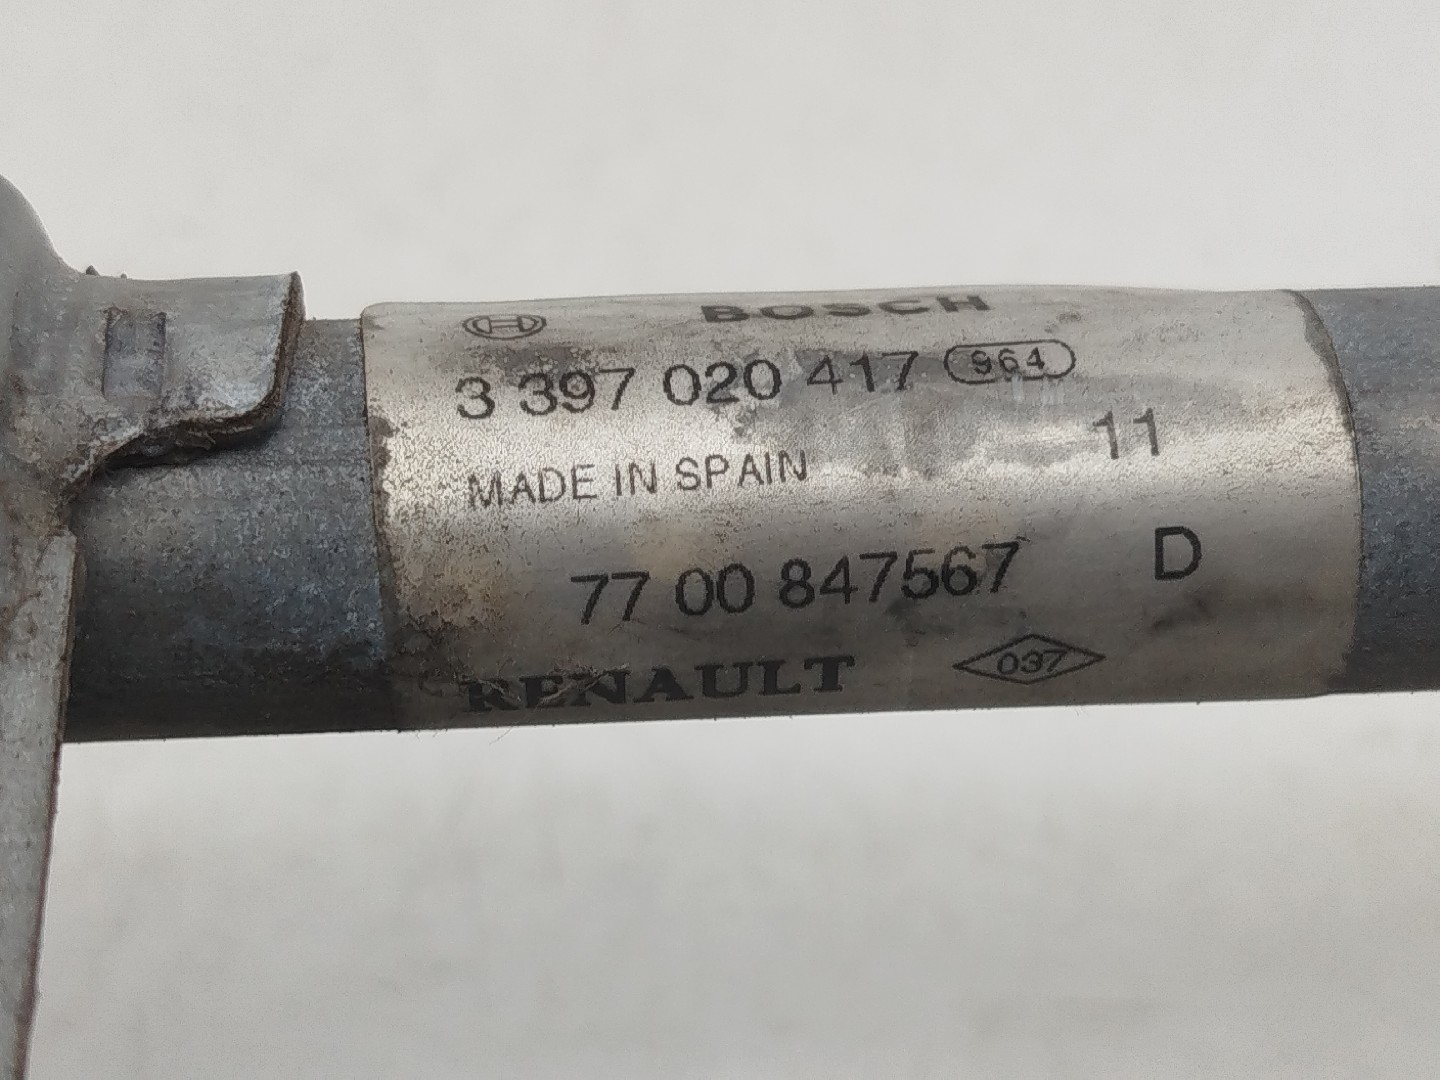 BOSCH
3 397 020 417 964
11
MADE IN SPAIN
77 00 847567 D
RENAULT 037